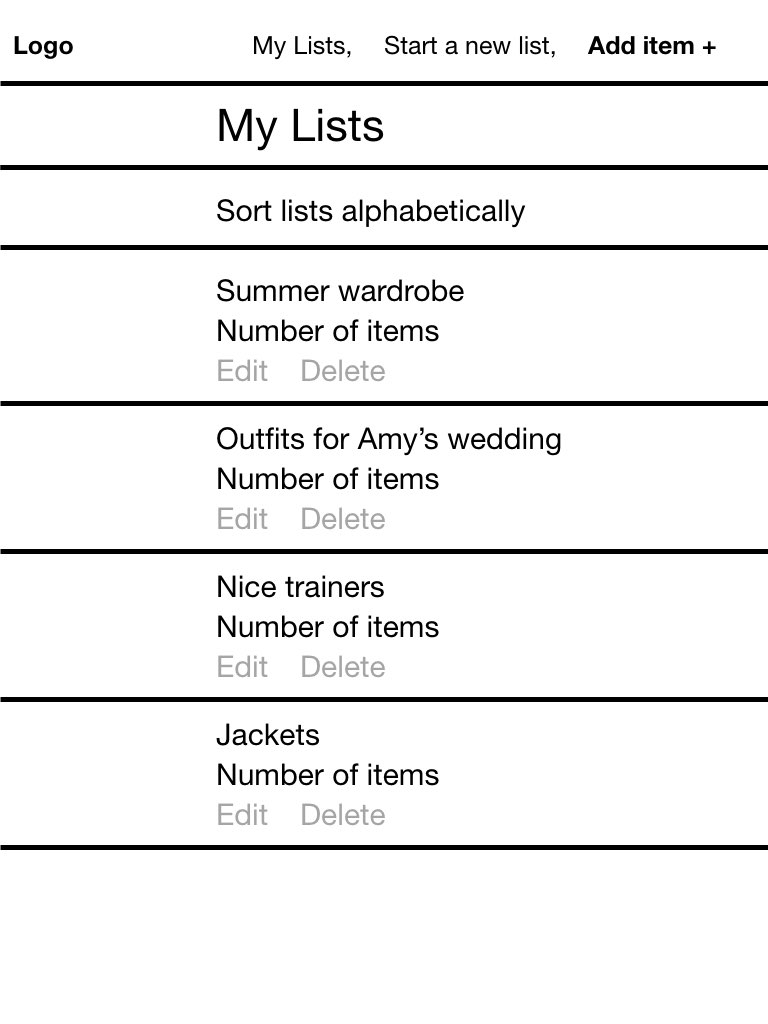 Logo My Lists, Start a new list, Add item +
My Lists
Sort lists alphabetically
Summer wardrobe
Number of items
Edit Delete
Outfits for Amy’s wedding
Number of items
Edit Delete
Nice trainers
Number of items
Edit Delete
Jackets
Number of items
Edit Delete